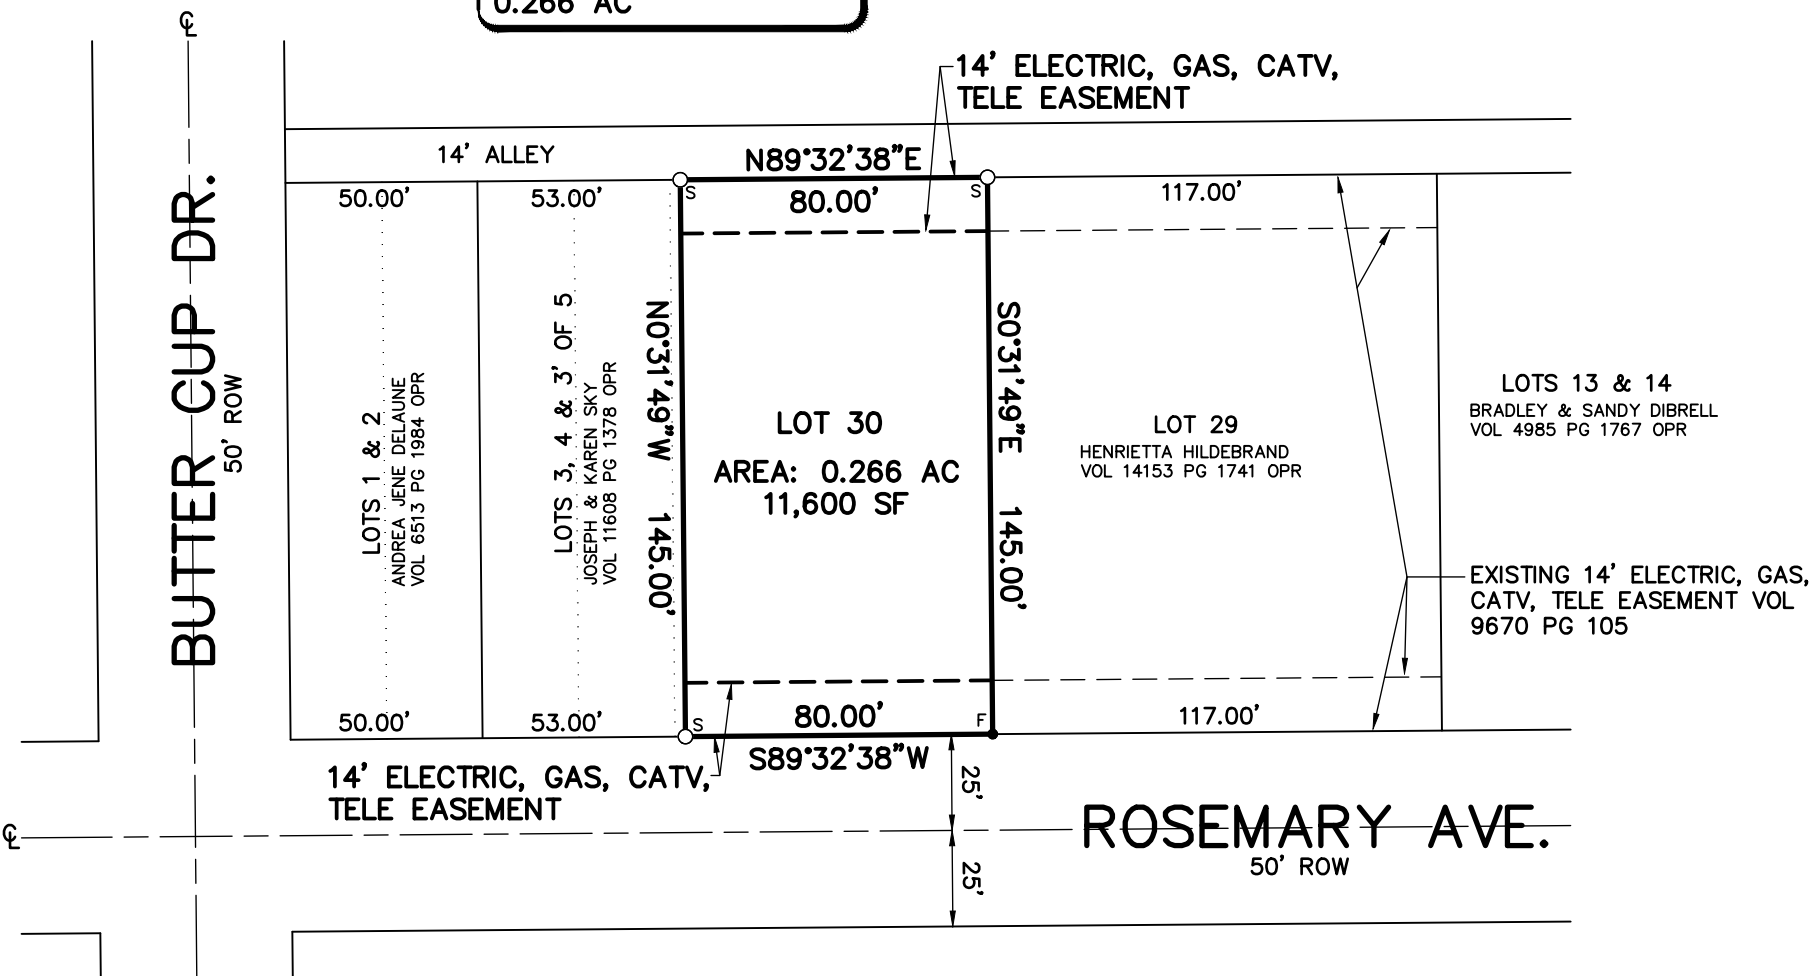 0.266 AC
℄
14' ELECTRIC, GAS, CATV,
TELE EASEMENT
14' ALLEY
N89°32'38"E
50.00'
53.00'
S
80.00'
S
117.00'
BUTTER CUP DR.
50' ROW
LOTS 1 & 2
ANDREA JENE DELAUNE
VOL 6513 PG 1984 OPR
LOTS 3, 4 & 3' OF 5
JOSEPH & KAREN SKY
VOL 11608 PG 1378 OPR
N0°31'49"W 145.00'
LOT 30
AREA: 0.266 AC
11,600 SF
S0°31'49"E 145.00'
LOT 29
HENRIETTA HILDEBRAND
VOL 14153 PG 1741 OPR
LOTS 13 & 14
BRADLEY & SANDY DIBRELL
VOL 4985 PG 1767 OPR
EXISTING 14' ELECTRIC, GAS,
CATV, TELE EASEMENT VOL
9670 PG 105
50.00'
53.00'
S
80.00'
F
117.00'
S89°32'38"W
14' ELECTRIC, GAS, CATV,
TELE EASEMENT
25'
℄
ROSEMARY AVE.
50' ROW
25'